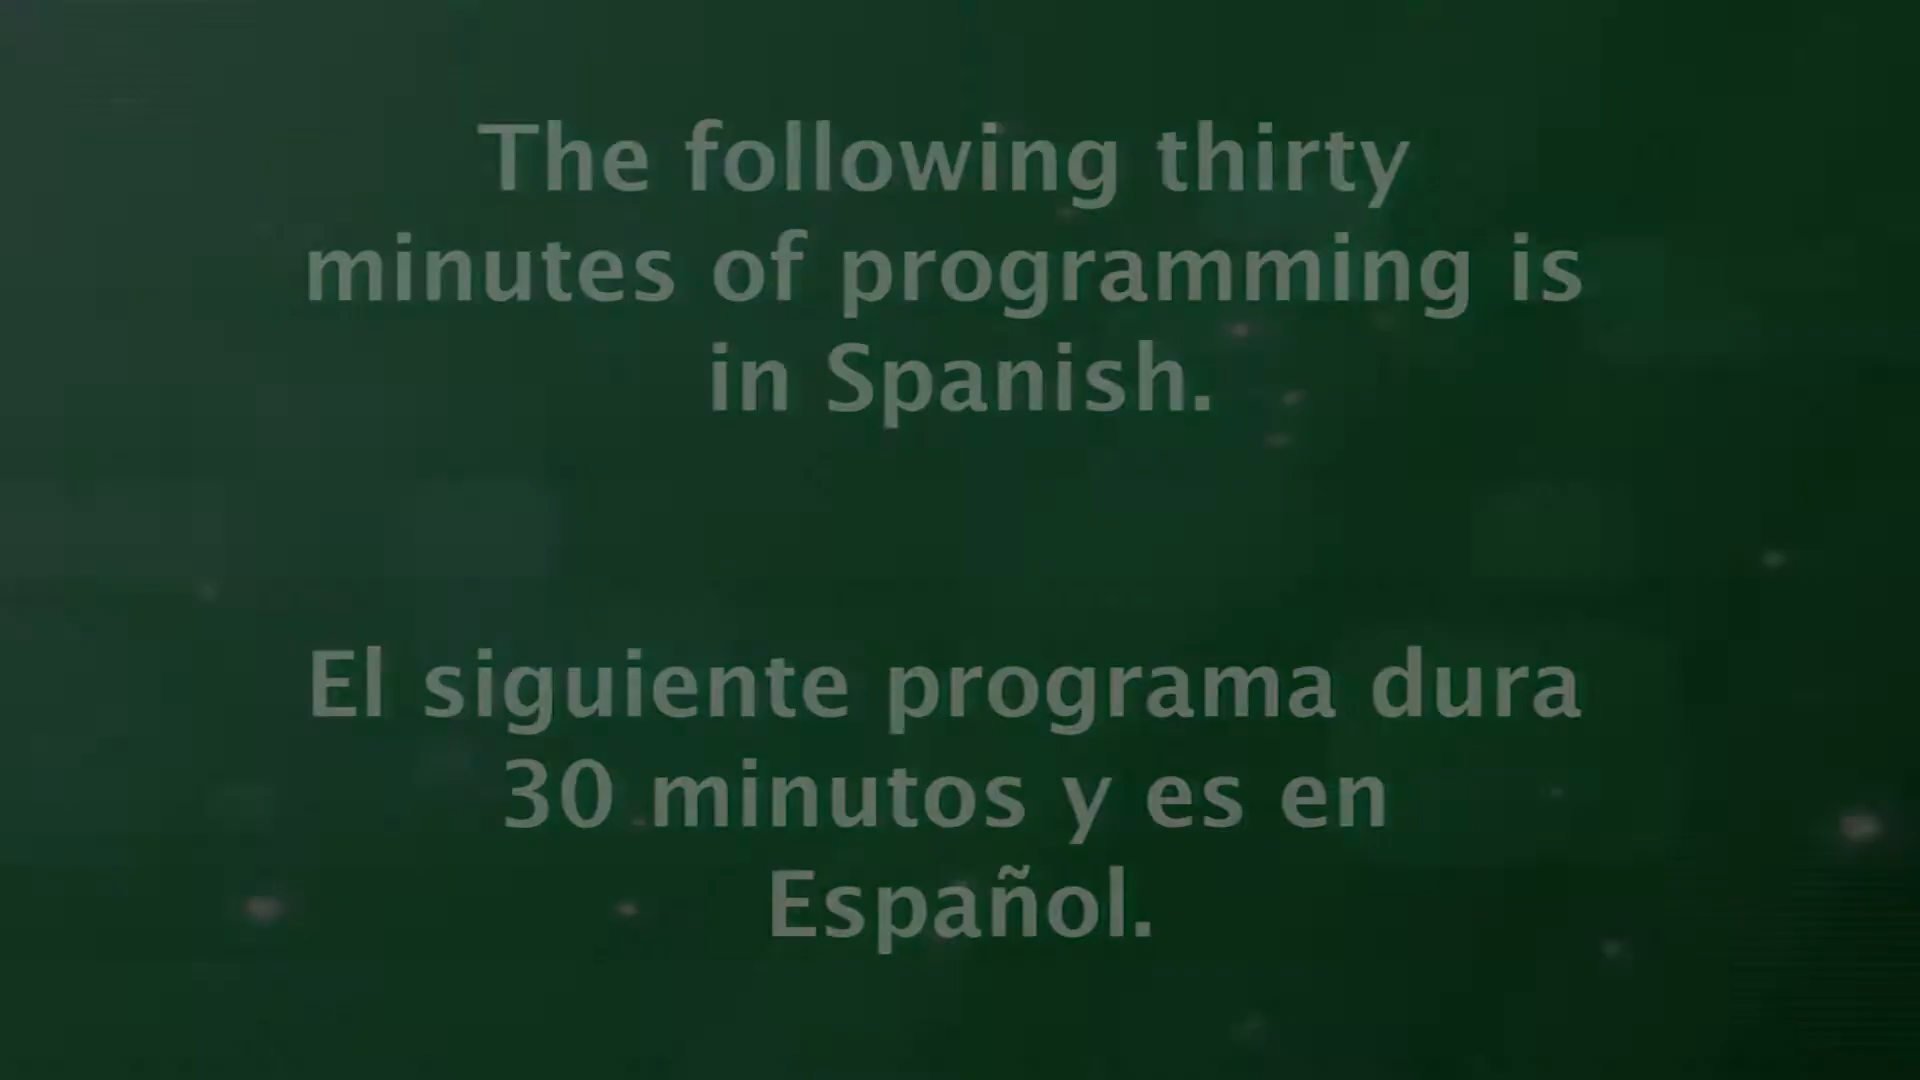 The following thirty
minutes of programming is
in Spanish.
El siguiente programa dura
30 minutos y es en
Español.